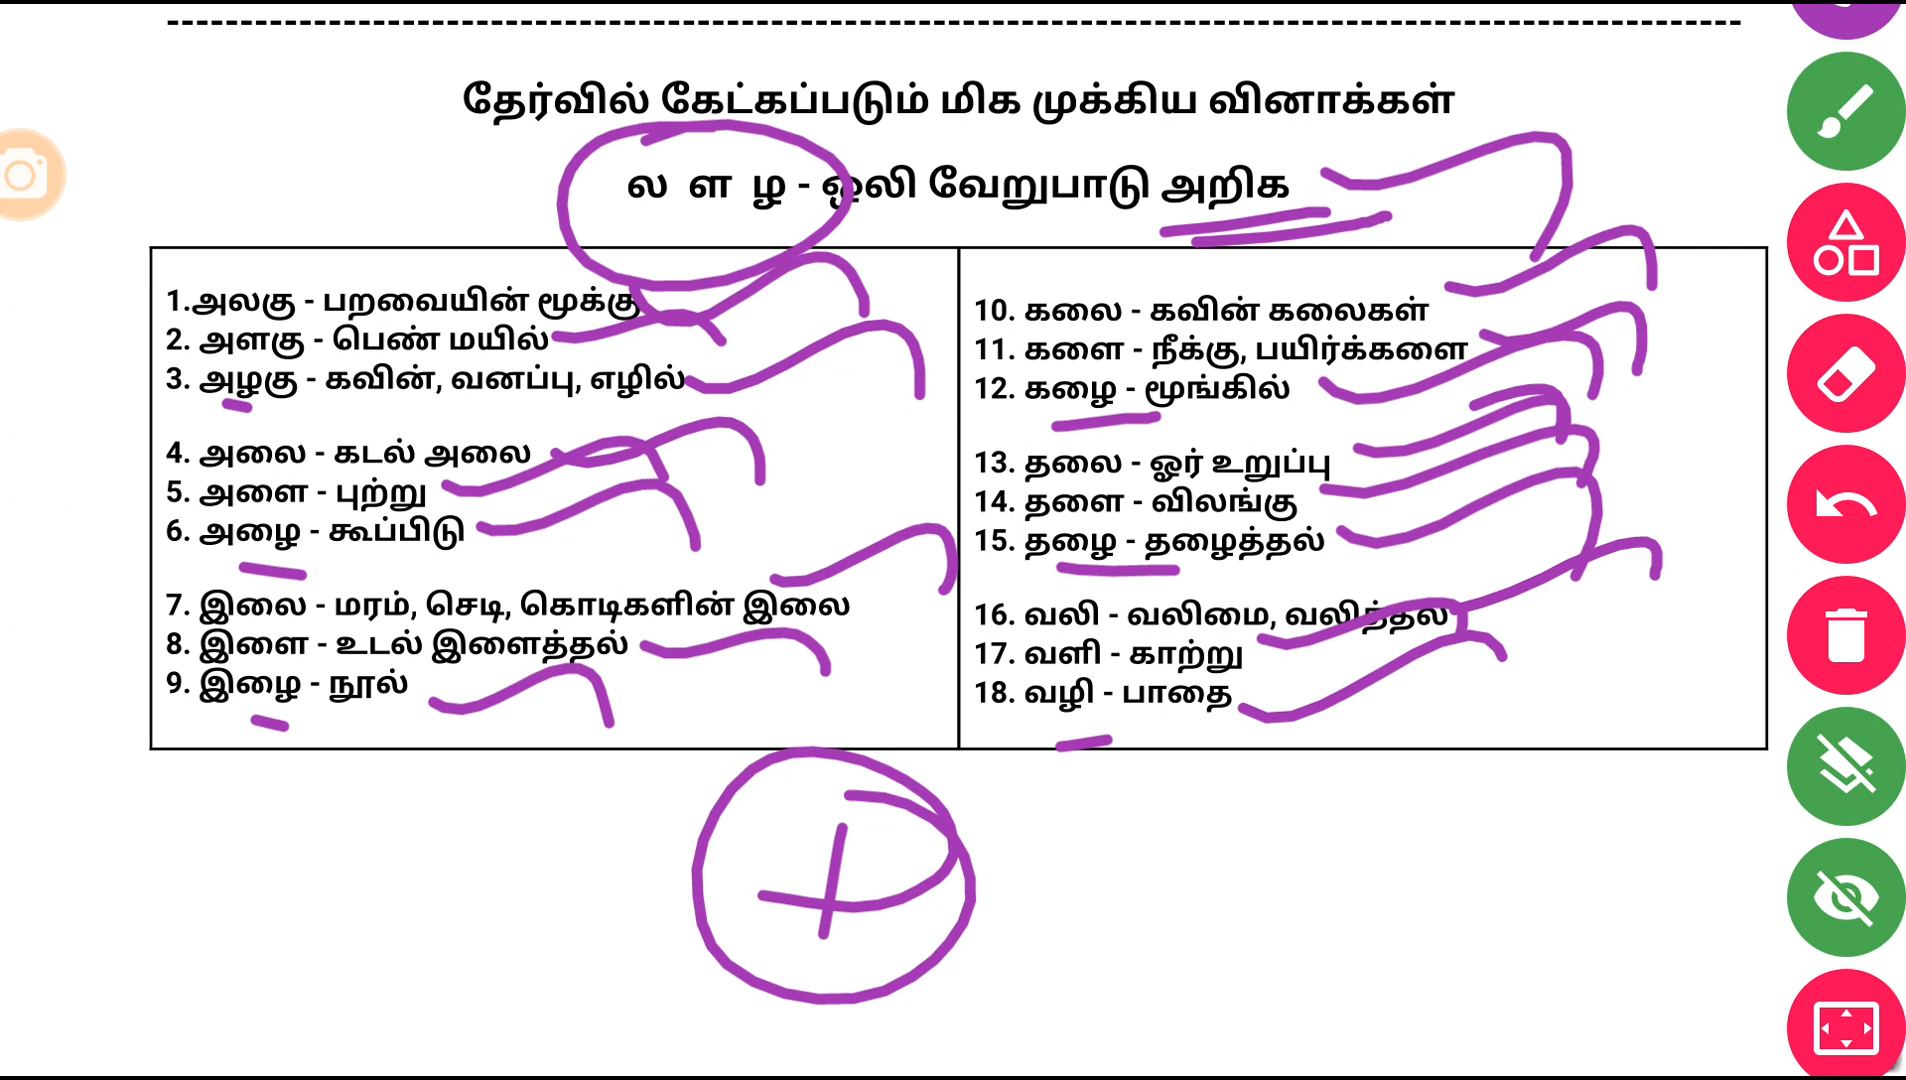 தேர்வில் கேட்கப்படும் மிக முக்கிய வினாக்கள்
ல ள ழ - ஒலி வேறுபாடு அறிக
1.அலகு - பறவையின் மூக்கு
2. அளகு - பெண் மயில்
3. அழகு - கவின், வனப்பு, எழில்
4. அலை - கடல் அலை
5. அளை - புற்று
6. அழை - கூப்பிடு
7. இலை - மரம், செடி, கொடிகளின் இலை
8. இளை - உடல் இளைத்தல்
9. இழை - நூல்
10. கலை - கவின் கலைகள்
11. களை - நீக்கு, பயிர்க்களை
12. கழை - மூங்கில்
13. தலை - ஓர் உறுப்பு
14. தளை - விலங்கு
15. தழை - தழைத்தல்
16. வலி - வலிமை, வலித்தல்
17. வளி - காற்று
18. வழி - பாதை